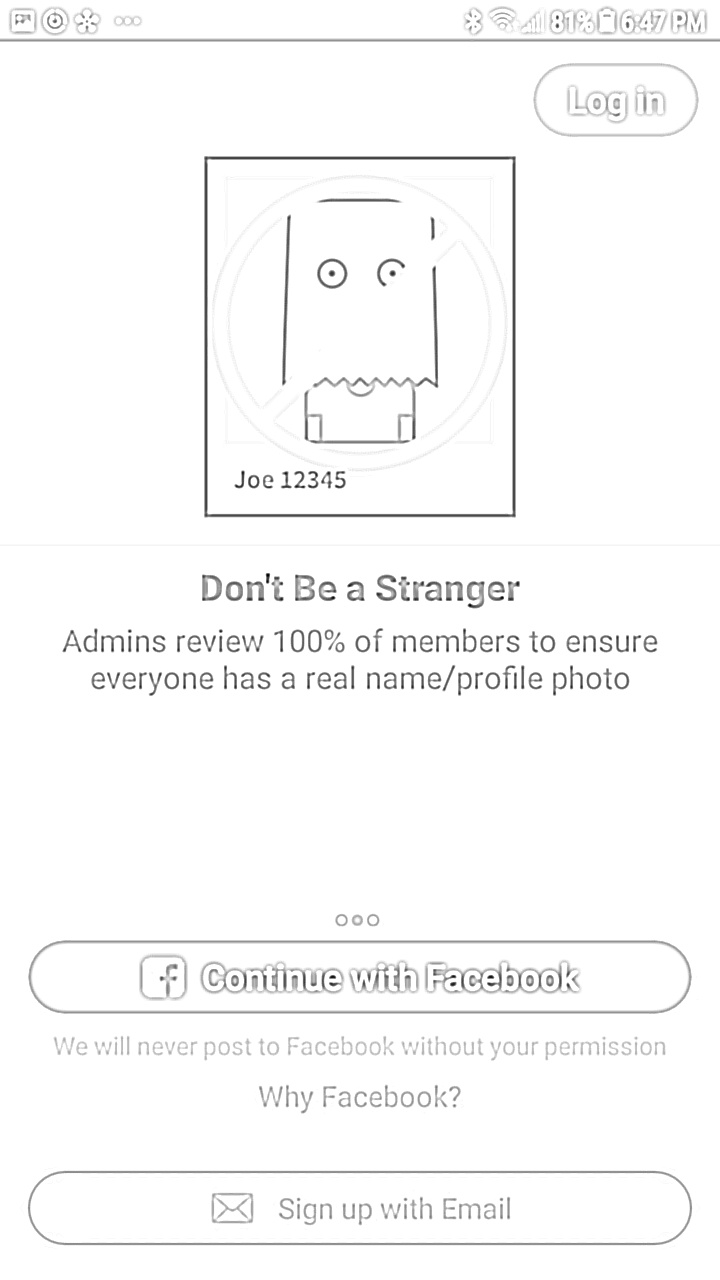 81% 6:47 PM
Log in
Joe 12345
Don't Be a Stranger
Admins review 100% of members to ensure
everyone has a real name/profile photo
Continue with Facebook
We will never post to Facebook without your permission
Why Facebook?
Sign up with Email